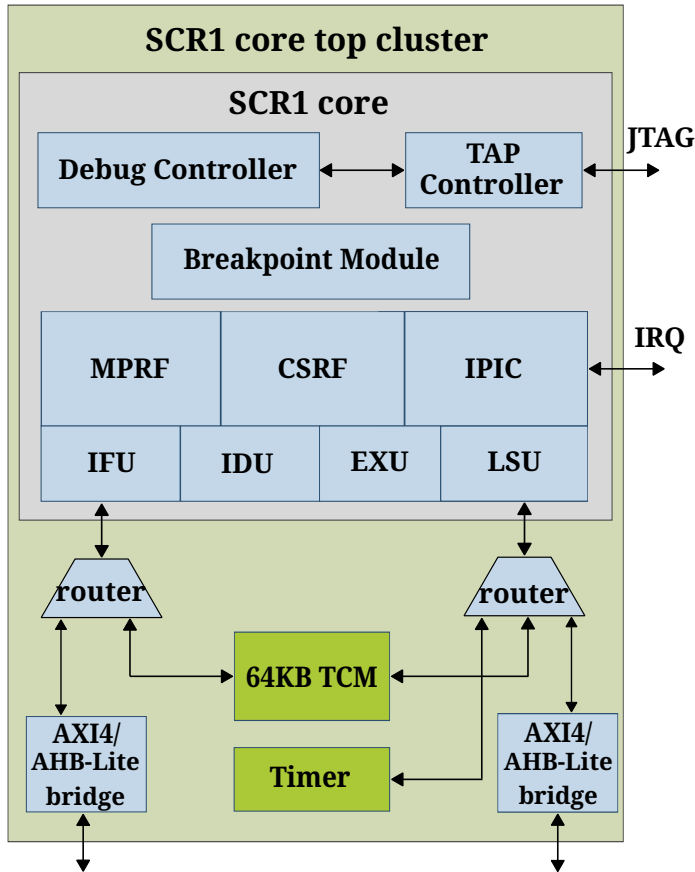 SCR1 core top cluster
SCR1 core
Debug Controller
TAP
Controller
JTAG
Breakpoint Module
MPRF
CSRF
IPIC
IRQ
IFU
IDU
EXU
LSU
router
router
64KB TCM
AXI4/
AHB-Lite
bridge
Timer
AXI4/
AHB-Lite
bridge